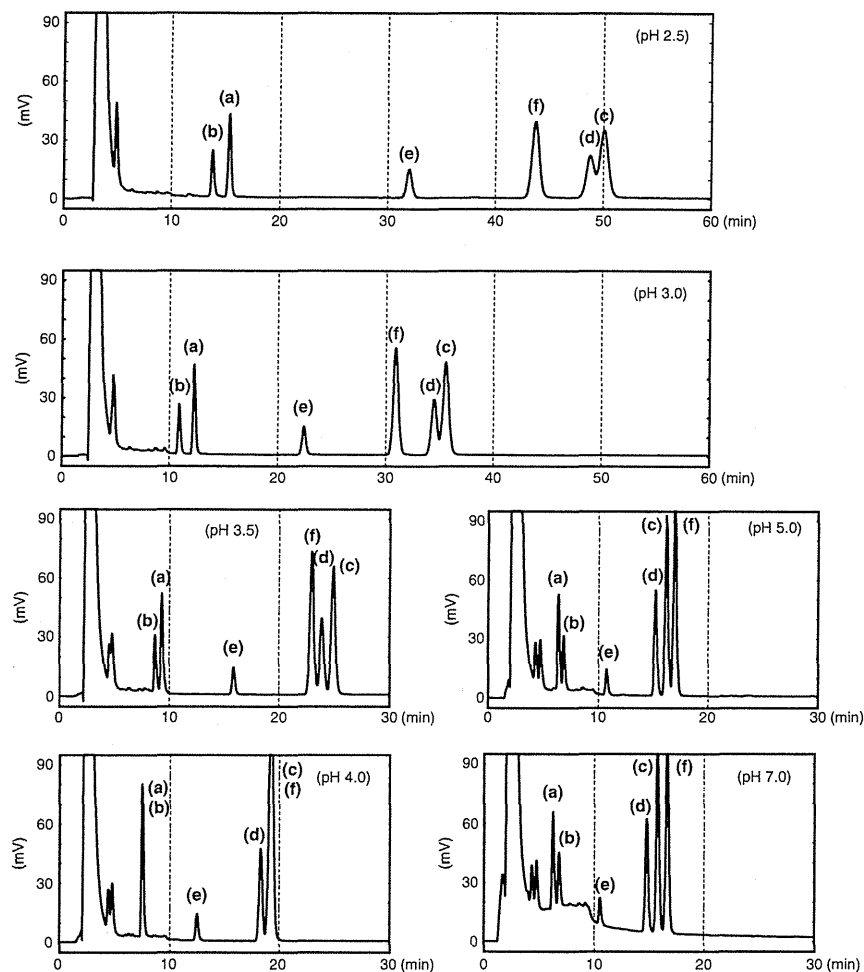 90
60
30
0
(mV)
(pH 2.5)
(b)
(a)
(e)
(f)
(d)
(c)
0 10 20 30 40 50 60 (min)
90
60
30
0
(mV)
(pH 3.0)
(b)
(a)
(e)
(f)
(d)
(c)
0 10 20 30 40 50 60 (min)
90
60
30
0
(mV)
(pH 3.5)
(b)
(a)
(e)
(f)
(d)
(c)
0 10 20 30 (min)
90
60
30
0
(mV)
(pH 5.0)
(a)
(b)
(e)
(d)
(c)
(f)
0 10 20 30 (min)
90
60
30
0
(mV)
(pH 4.0)
(a)
(b)
(e)
(d)
(c)
(f)
0 10 20 30 (min)
90
60
30
0
(mV)
(pH 7.0)
(a)
(b)
(e)
(d)
(c)
(f)
0 10 20 30 (min)